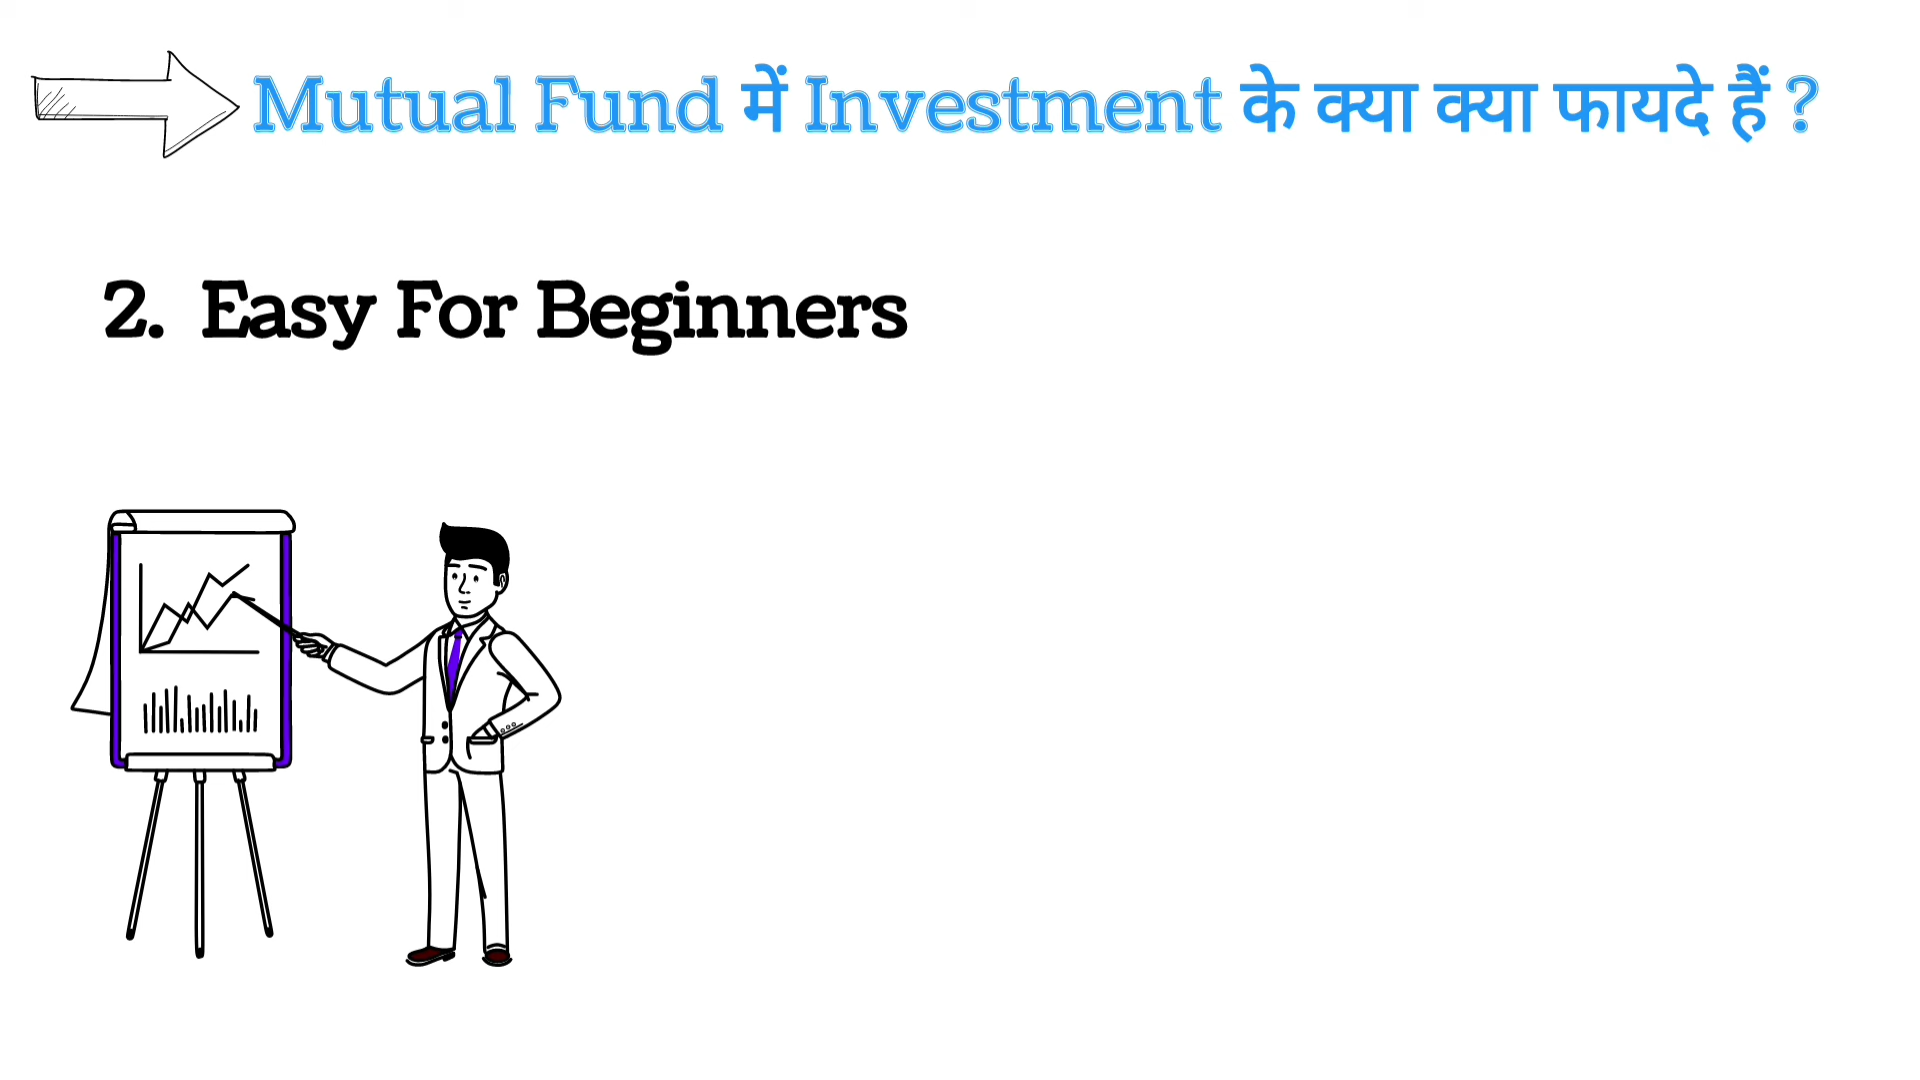 Mutual Fund में Investment के क्या क्या फायदे हैं ?
2. Easy For Beginners